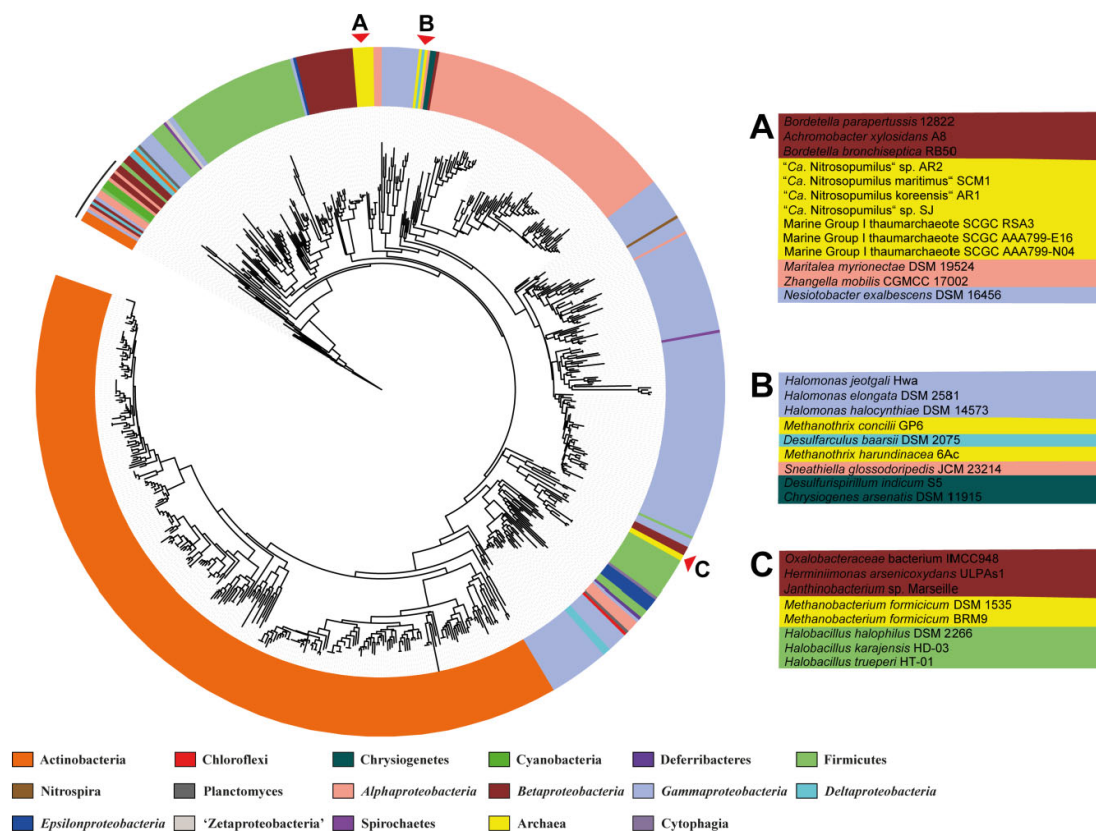 A
B
C
A
Bordetella parapertussis 12822
Achromobacter xylosidans A8
Bordetella bronchiseptica RB50
"Ca. Nitrosopumilus" sp. AR2
"Ca. Nitrosopumilus maritimus" SCM1
"Ca. Nitrosopumilus koreensis" AR1
"Ca. Nitrosopumilus" sp. SJ
Marine Group I thaumarchaeote SCGC RSA3
Marine Group I thaumarchaeote SCGC AAA799-E16
Marine Group I thaumarchaeote SCGC AAA799-N04
Maritalea myrionectae DSM 19524
Zhangella mobilis CGMCC 17002
Nesiotobacter exalbescens DSM 16456
B
Halomonas jeotgali Hwa
Halomonas elongata DSM 2581
Halomonas halocynthiae DSM 14573
Methanothrix concilii GP6
Desulfarculus baarsii DSM 2075
Methanothrix harundinacea 6Ac
Sneathiella glossodoripedis JCM 23214
Desulfurispirillum indicum S5
Chrysiogenes arsenatis DSM 11915
C
Oxalobacteraceae bacterium IMCC948
Herminiimonas arsenicoxydans ULPAs1
Janthinobacterium sp. Marseille
Methanobacterium formicicum DSM 1535
Methanobacterium formicicum BRM9
Halobacillus halophilus DSM 2266
Halobacillus karajensis HD-03
Halobacillus trueperi HT-01
Actinobacteria Chloroflexi Chrysiogenetes Cyanobacteria Deferribacteres Firmicutes
Nitrospira Planctomyces Alphaproteobacteria Betaproteobacteria Gammaproteobacteria Deltaproteobacteria
Epsilonproteobacteria 'Zetaproteobacteria' Spirochaetes Archaea Cytophagia